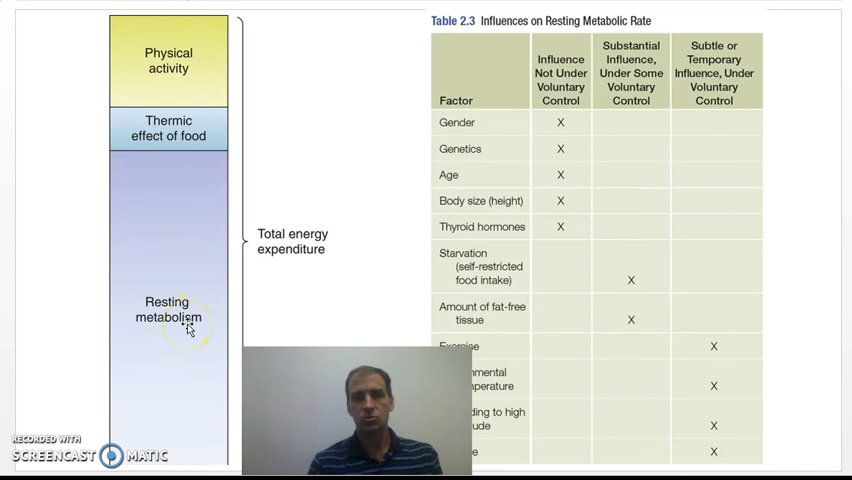 Physical
activity
Thermic
effect of food
Resting
metabolism
Total energy
expenditure
Table 2.3 Influences on Resting Metabolic Rate
Factor
Influence
Not Under
Voluntary
Control
Substantial
Influence,
Under Some
Voluntary
Control
Subtle or
Temporary
Influence, Under
Voluntary
Control
Gender X
Genetics X
Age X
Body size (height) X
Thyroid hormones X
Starvation
(self-restricted
food intake) X
Amount of fat-free
tissue X
X
X
X
X
RECORDED WITH
SCREENCAST MATIC